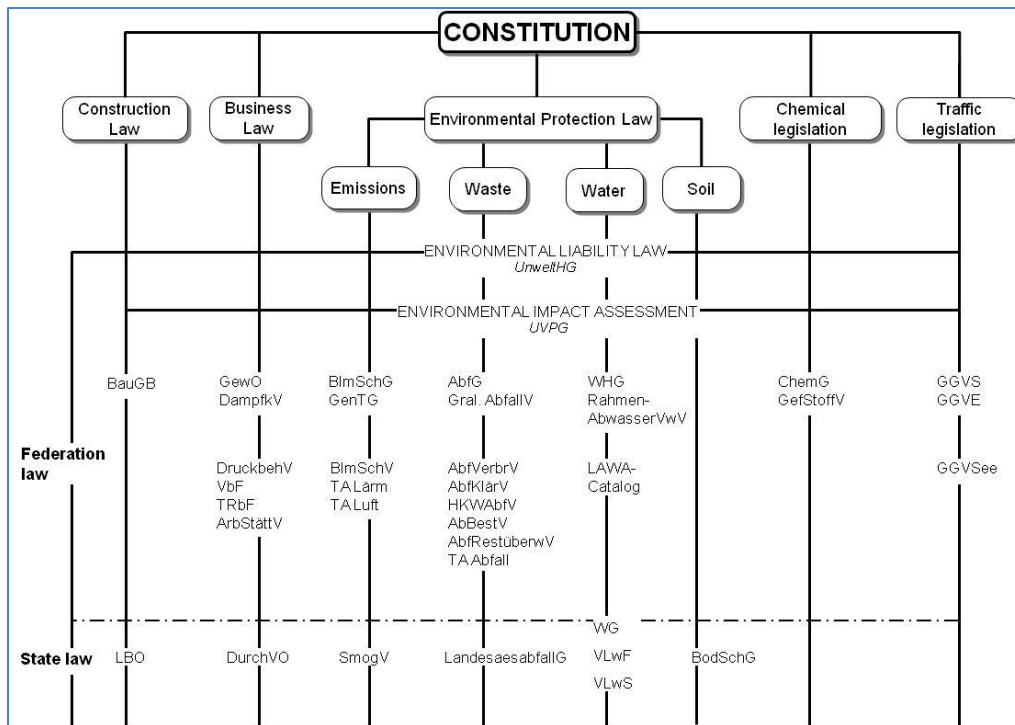 CONSTITUTION
Construction
Law
Business
Law
Environmental Protection Law
Chemical
legislation
Traffic
legislation
Emissions
Waste
Water
Soil
ENVIRONMENTAL LIABILITY LAW
UnweltHG
ENVIRONMENTAL IMPACT ASSESSMENT
UVPG
Federation
law
BauGB
GewO
DampfkV
DruckbehV
VbF
TRbF
ArbStättV
BImSchG
GenTG
BImSchV
TA Lärm
TA Luft
AbfG
Gral. AbfallV
AbfVerbrV
AbfKlärV
HKWAbfV
AbBestV
AbfRestüberwV
TA Abfall
WHG
Rahmen-
AbwasserVwV
LAWA-
Catalog
ChemG
GefStoffV
GGVS
GGVE
GGVSee
State law
LBO
DurchVO
SmogV
LandesaesabfallG
WG
VLwF
VLwS
BodSchG